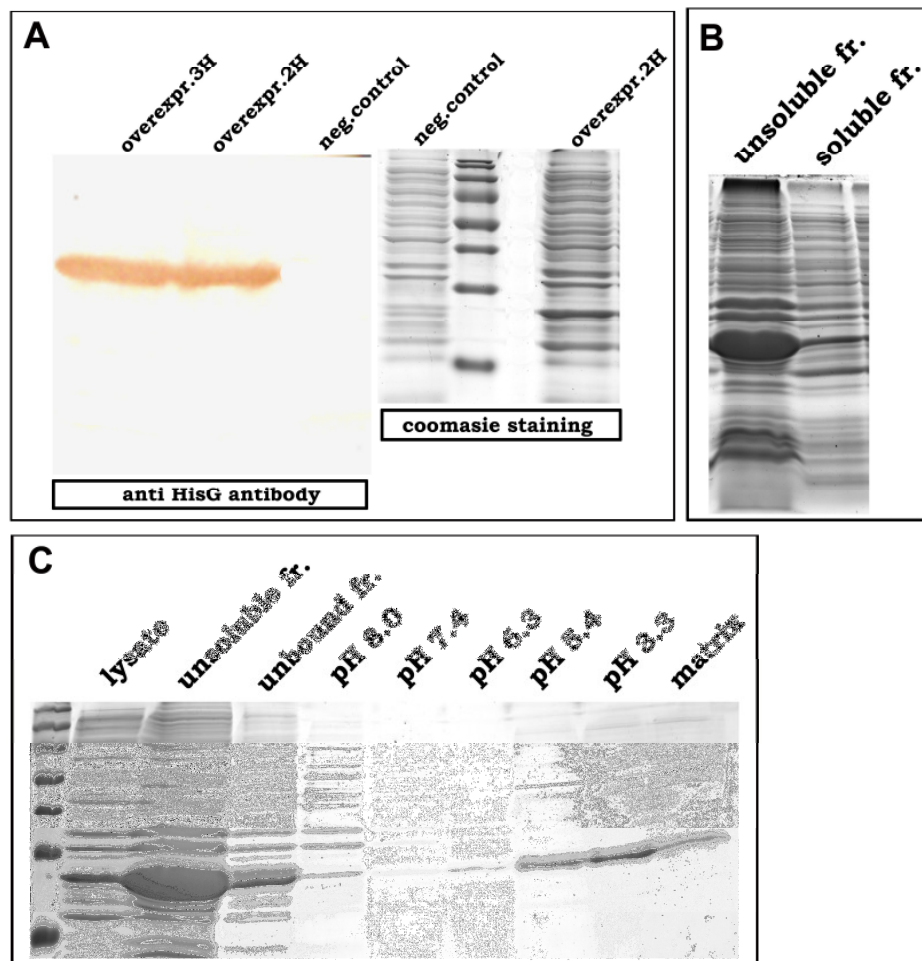 A
overexpr.3H
overexpr.2H
neg.control
neg.control
overexpr.2H
anti HisG antibody
coomasie staining
B
unsoluble fr.
soluble fr.
C
lysate
unsoluble fr.
unbound fr.
pH 8.0
pH 7.4
pH 6.3
pH 5.4
pH 3.3
matrix